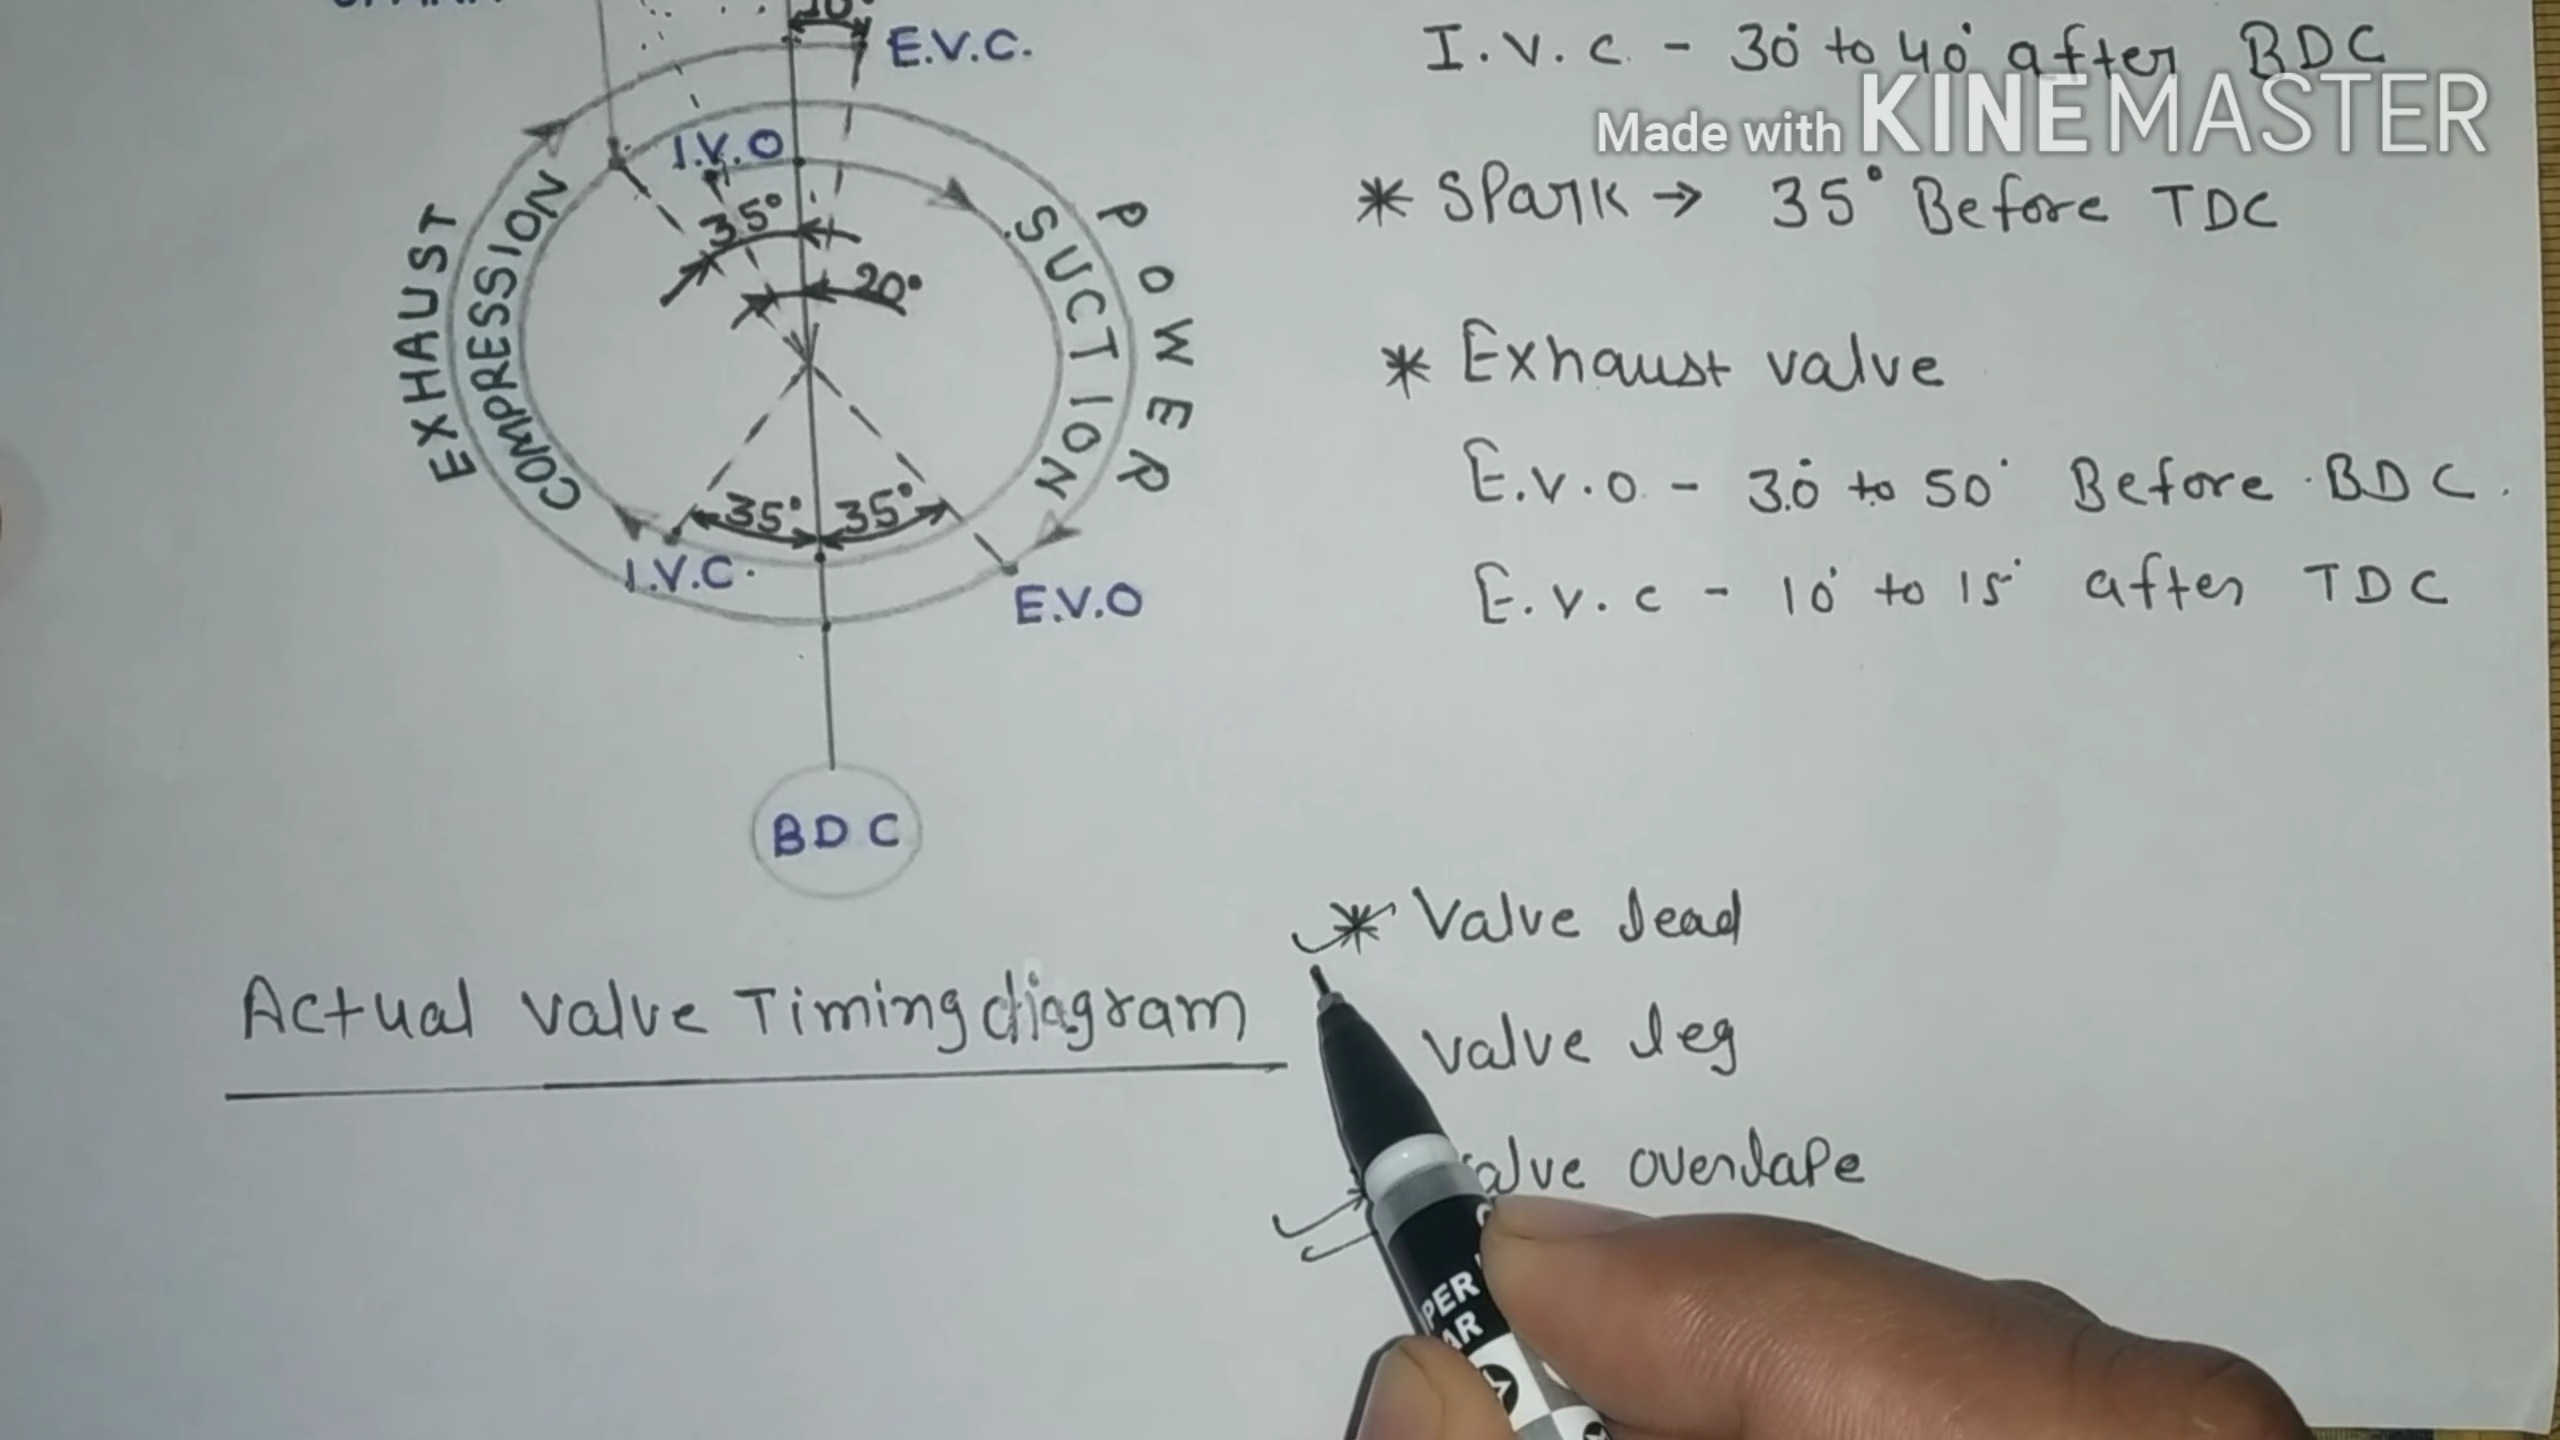 E.V.C.
I.V.O
35°
20°
EXHAUST
COMPRESSION
SUCTION
POWER
35° 35°
I.V.C.
E.V.O
BDC
Actual valve Timing diagram
I.V.C - 30° to 40° after BDC
Made with KINEMASTER
* Spark → 35° Before TDC
* Exhaust valve
E.V.O - 30° to 50° Before BDC.
E.V.C - 10° to 15° after TDC
* Valve lead
valve leg
valve overlape
PER